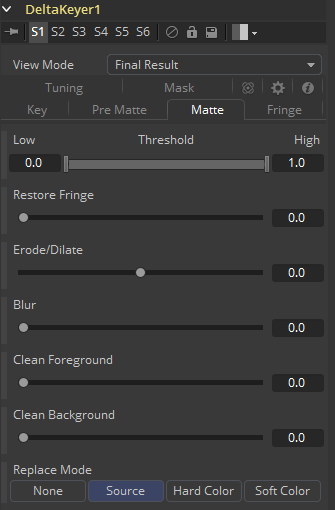 DeltaKeyer1
S1 S2 S3 S4 S5 S6
View Mode Final Result
Tuning Mask
Key Pre Matte Matte Fringe
Low Threshold High
0.0 1.0
Restore Fringe
0.0
Erode/Dilate
0.0
Blur
0.0
Clean Foreground
0.0
Clean Background
0.0
Replace Mode
None Source Hard Color Soft Color